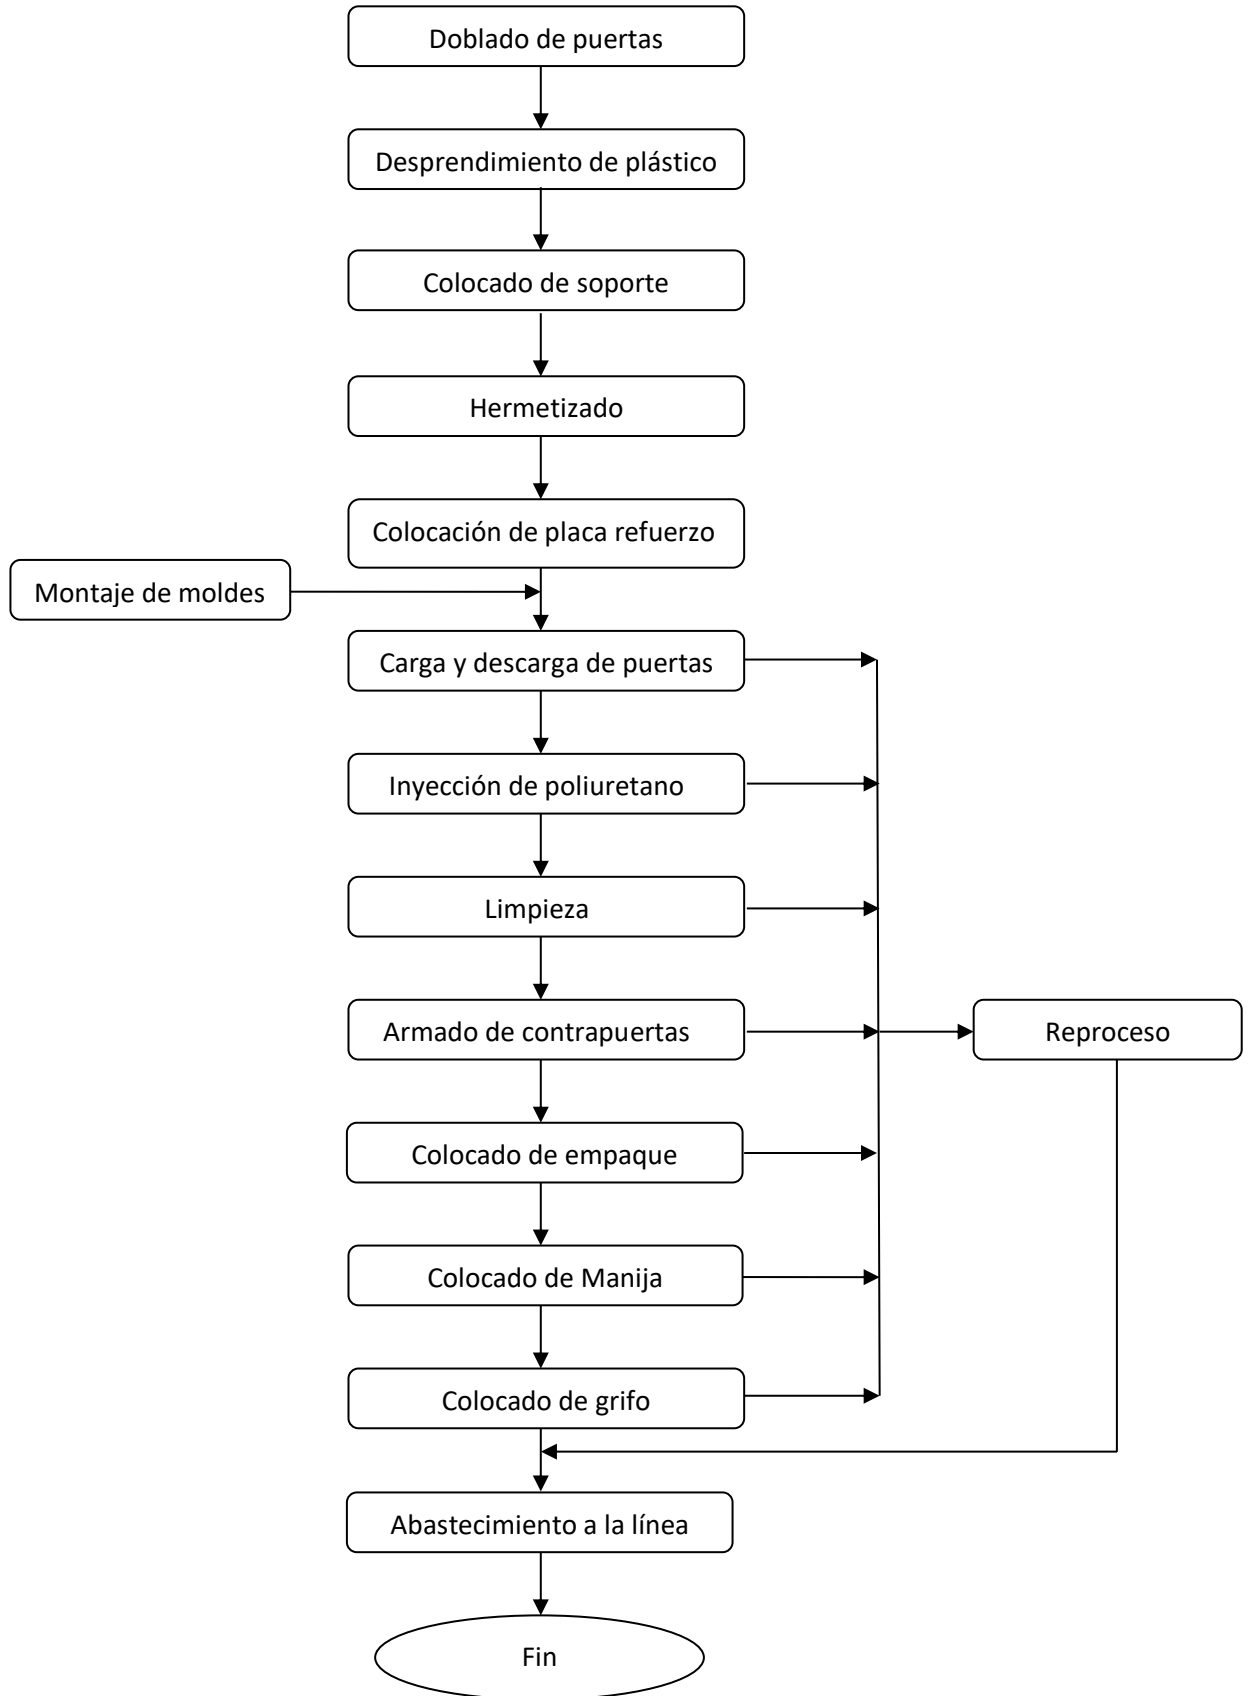 Doblado de puertas
Desprendimiento de plástico
Colocado de soporte
Hermetizado
Colocación de placa refuerzo
Montaje de moldes
Carga y descarga de puertas
Inyección de poliuretano
Limpieza
Armado de contrapuertas
Reproceso
Colocado de empaque
Colocado de Manija
Colocado de grifo
Abastecimiento a la línea
Fin